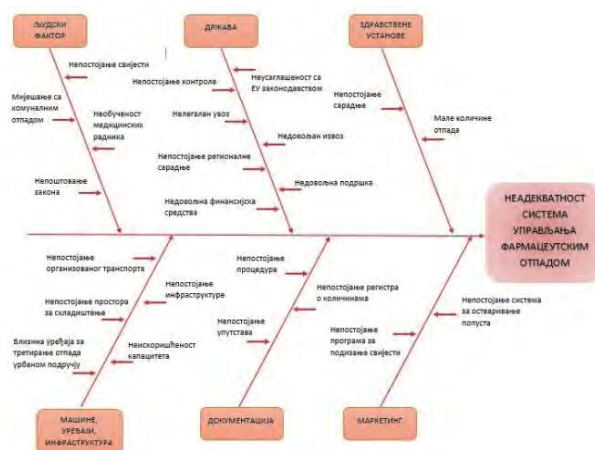 ЉУДСКИ
ФАКТОР
ДРЖАВА
ЗДРАВСТВЕНЕ
УСТАНОВЕ
Непостојање свијести
Мијешање са
комуналним
отпадом
Необученост
медицинских
радника
Непоштовање
закона
Неусаглашеност са
ЕУ законодавством
Непостојање контроле
Нелегалан увоз
Недовољан извоз
Непостојање регионалне
сарадње
Недовољна подршка
Недовољна финансијска
средства
Непостојање
сарадње
Мале количине
отпада
НЕАДЕКВАТНОСТ
СИСТЕМА
УПРАВЉАЊА
ФАРМАЦЕУТСКИМ
ОТПАДОМ
Непостојање
организованог транспорта
Непостојање
инфраструктуре
Непостојање простора
за складиштење
Близина уређаја за
третирање отпада
урбаном подручју
Неискоришћеност
капацитета
Непостојање
процедура
Непостојање регистра
о количинама
Непостојање
упутстава
Непостојање система
за остваривање
попуста
Непостојање
програма за
подизање свијести
МАШИНЕ,
УРЕЂАЈИ,
ИНФРАСТРУКТУРА
ДОКУМЕНТАЦИЈА
МАРКЕТИНГ